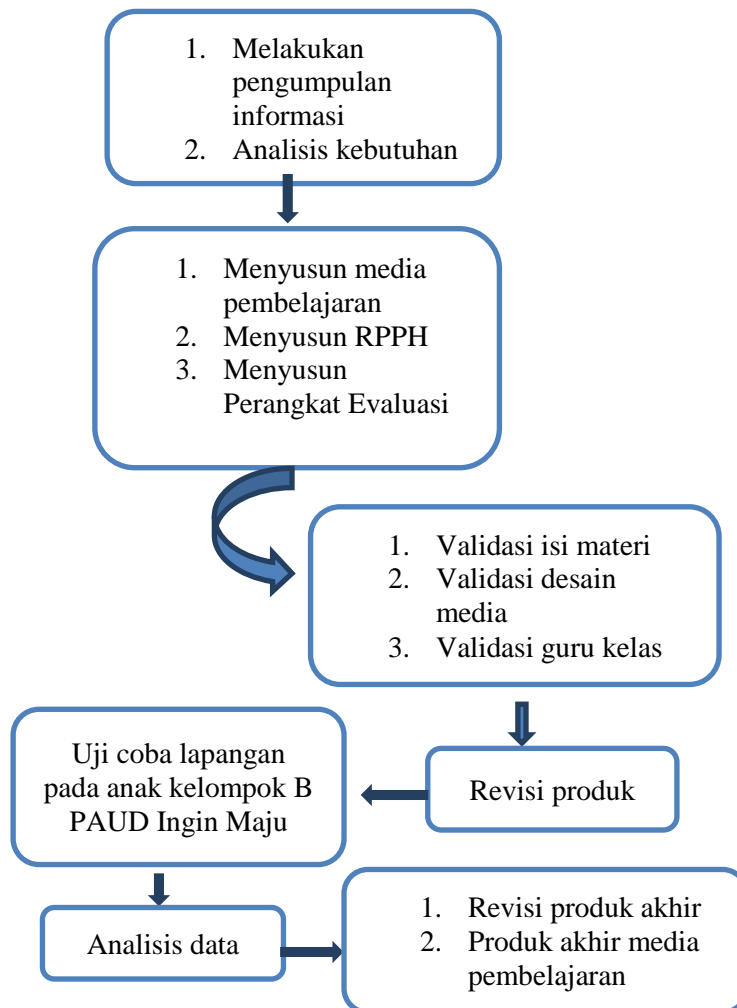 1. Melakukan
pengumpulan
informasi
2. Analisis kebutuhan
1. Menyusun media
pembelajaran
2. Menyusun RPPH
3. Menyusun
Perangkat Evaluasi
1. Validasi isi materi
2. Validasi desain
media
3. Validasi guru kelas
Revisi produk
Uji coba lapangan
pada anak kelompok B
PAUD Ingin Maju
Analisis data
1. Revisi produk akhir
2. Produk akhir media
pembelajaran